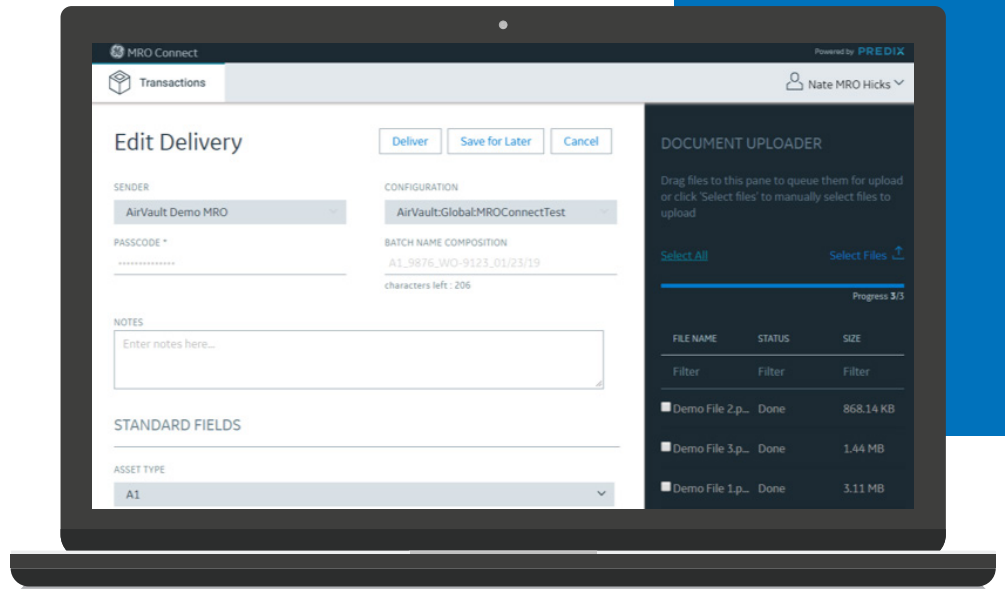 MRO Connect
Powered by PREDIX
Transactions
Nate MRO Hicks
Edit Delivery
Deliver
Save for Later
Cancel
SENDER
CONFIGURATION
AirVault Demo MRO
AirVault:Global:MROConnectTest
PASSCODE *
BATCH NAME COMPOSITION
••••••••••••••
A1_9876_WO-9123_01/23/19
characters left : 206
NOTES
Enter notes here...
STANDARD FIELDS
ASSET TYPE
A1
DOCUMENT UPLOADER
Drag files to this pane to queue them for upload
or click 'Select files' to manually select files to
upload
Select All
Select Files
Progress 3/3
FILE NAME STATUS SIZE
Filter Filter Filter
Demo File 2.p... Done 868.14 KB
Demo File 3.p... Done 1.44 MB
Demo File 1.p... Done 3.11 MB